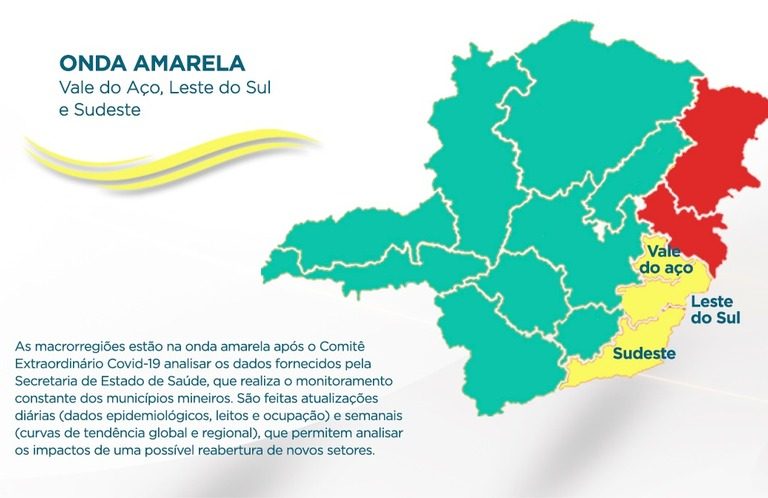 ONDA AMARELA
Vale do Aço, Leste do Sul
e Sudeste
Vale
do aço
Leste
do Sul
Sudeste
As macrorregiões estão na onda amarela após o Comitê
Extraordinário Covid-19 analisar os dados fornecidos pela
Secretaria de Estado de Saúde, que realiza o monitoramento
constante dos municípios mineiros. São feitas atualizações
diárias (dados epidemiológicos, leitos e ocupação) e semanais
(curvas de tendência global e regional), que permitem analisar
os impactos de uma possível reabertura de novos setores.